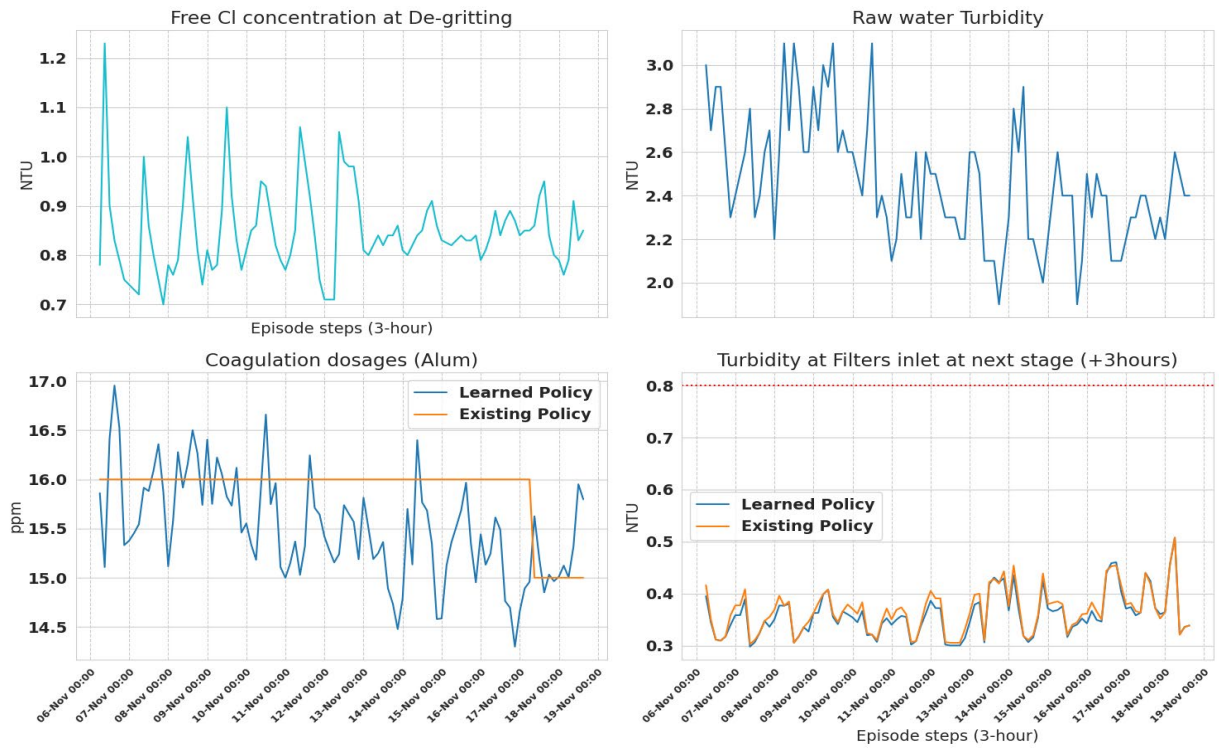 Free Cl concentration at De-gritting
NTU
1.2
1.1
1.0
0.9
0.8
0.7
Episode steps (3-hour)
Raw water Turbidity
NTU
3.0
2.8
2.6
2.4
2.2
2.0
Coagulation dosages (Alum)
ppm
17.0
16.5
16.0
15.5
15.0
14.5
Learned Policy
Existing Policy
06-Nov 00:00
07-Nov 00:00
08-Nov 00:00
09-Nov 00:00
10-Nov 00:00
11-Nov 00:00
12-Nov 00:00
13-Nov 00:00
14-Nov 00:00
15-Nov 00:00
16-Nov 00:00
17-Nov 00:00
18-Nov 00:00
19-Nov 00:00
Turbidity at Filters inlet at next stage (+3hours)
NTU
0.8
0.7
0.6
0.5
0.4
0.3
Learned Policy
Existing Policy
06-Nov 00:00
07-Nov 00:00
08-Nov 00:00
09-Nov 00:00
10-Nov 00:00
11-Nov 00:00
12-Nov 00:00
13-Nov 00:00
14-Nov 00:00
15-Nov 00:00
16-Nov 00:00
17-Nov 00:00
18-Nov 00:00
19-Nov 00:00
Episode steps (3-hour)